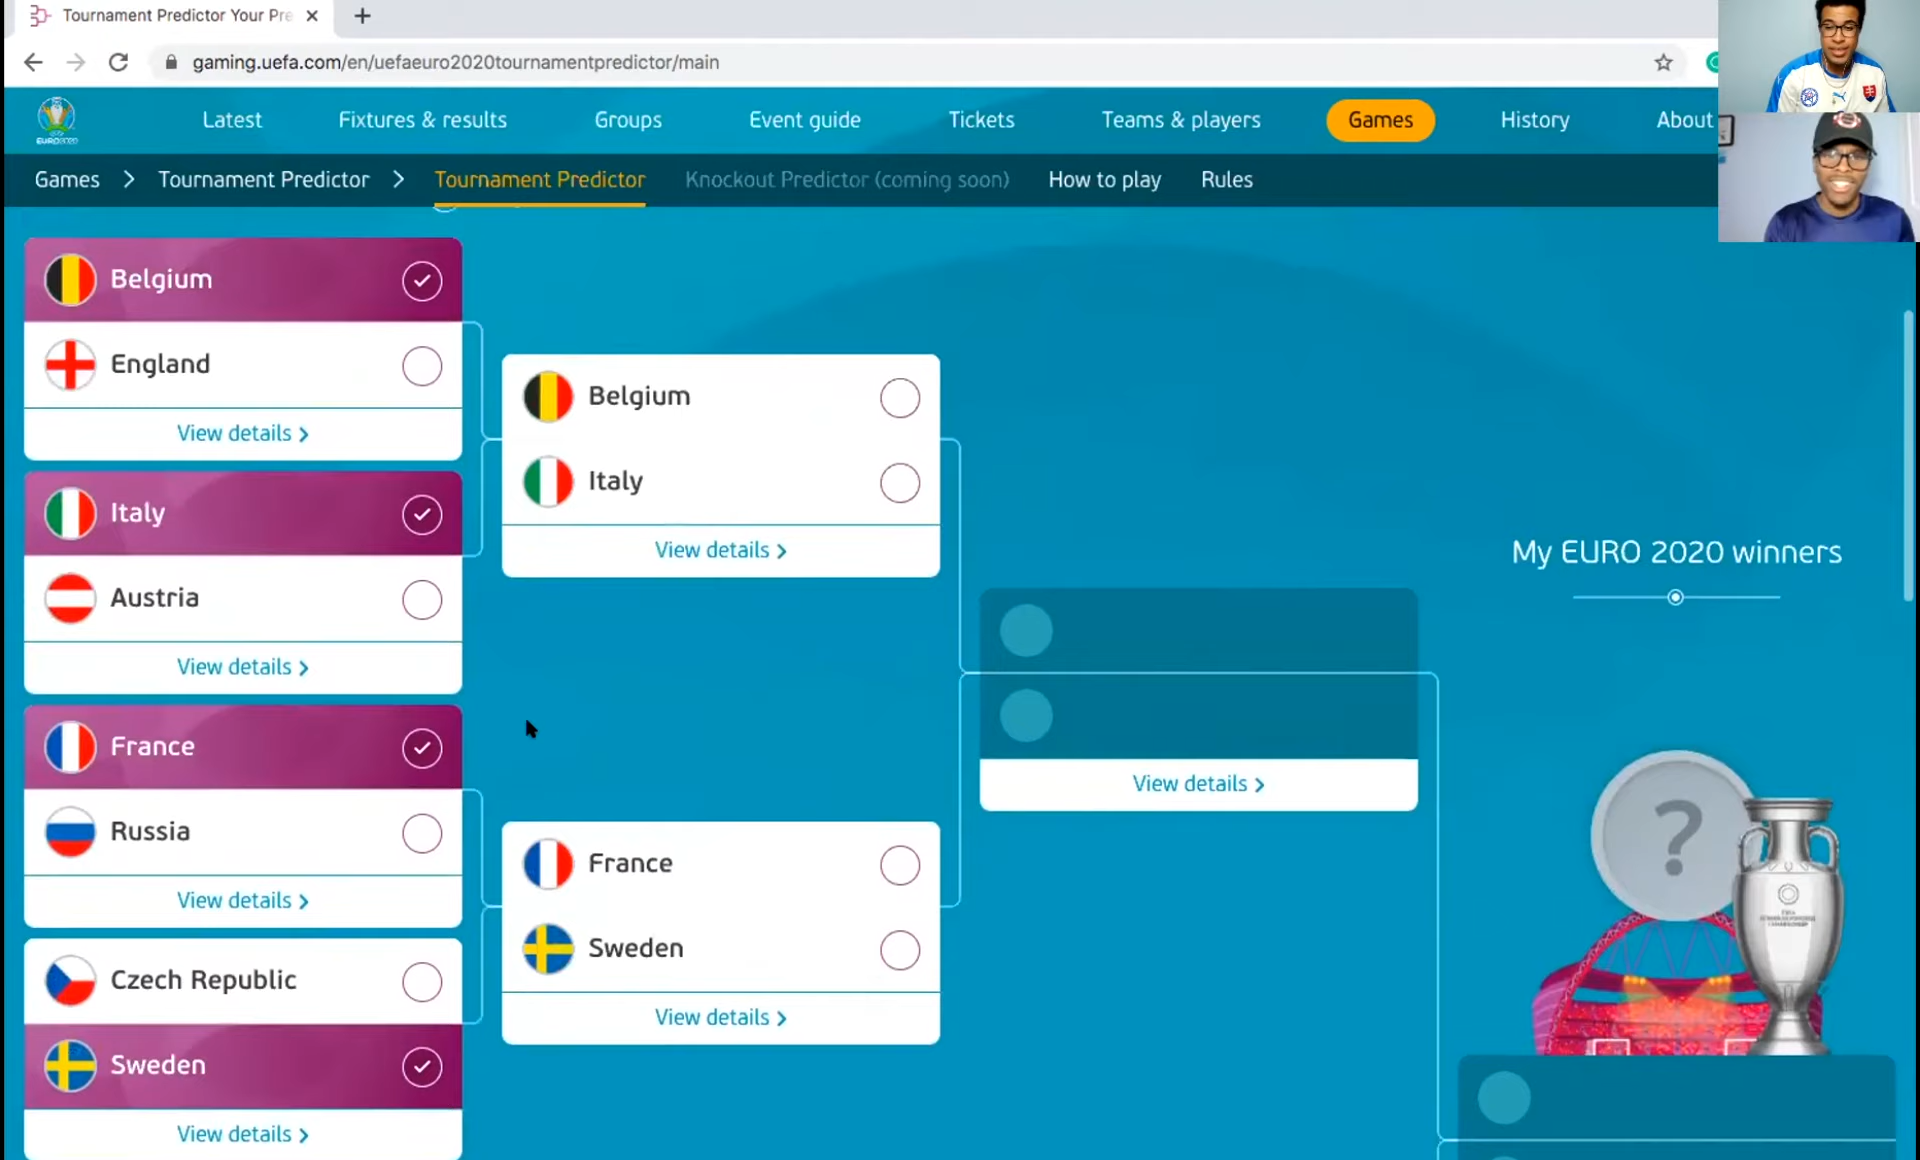 Tournament Predictor Your Pre
gaming.uefa.com/en/uefaeuro2020tournamentpredictor/main
EURO2020
Latest
Fixtures & results
Groups
Event guide
Tickets
Teams & players
Games
History
About
Games > Tournament Predictor > Tournament Predictor
Knockout Predictor (coming soon)
How to play
Rules
Belgium
England
View details >
Italy
Austria
View details >
France
Russia
View details >
Czech Republic
Sweden
View details >
Belgium
Italy
View details >
France
Sweden
View details >
View details >
My EURO 2020 winners
?